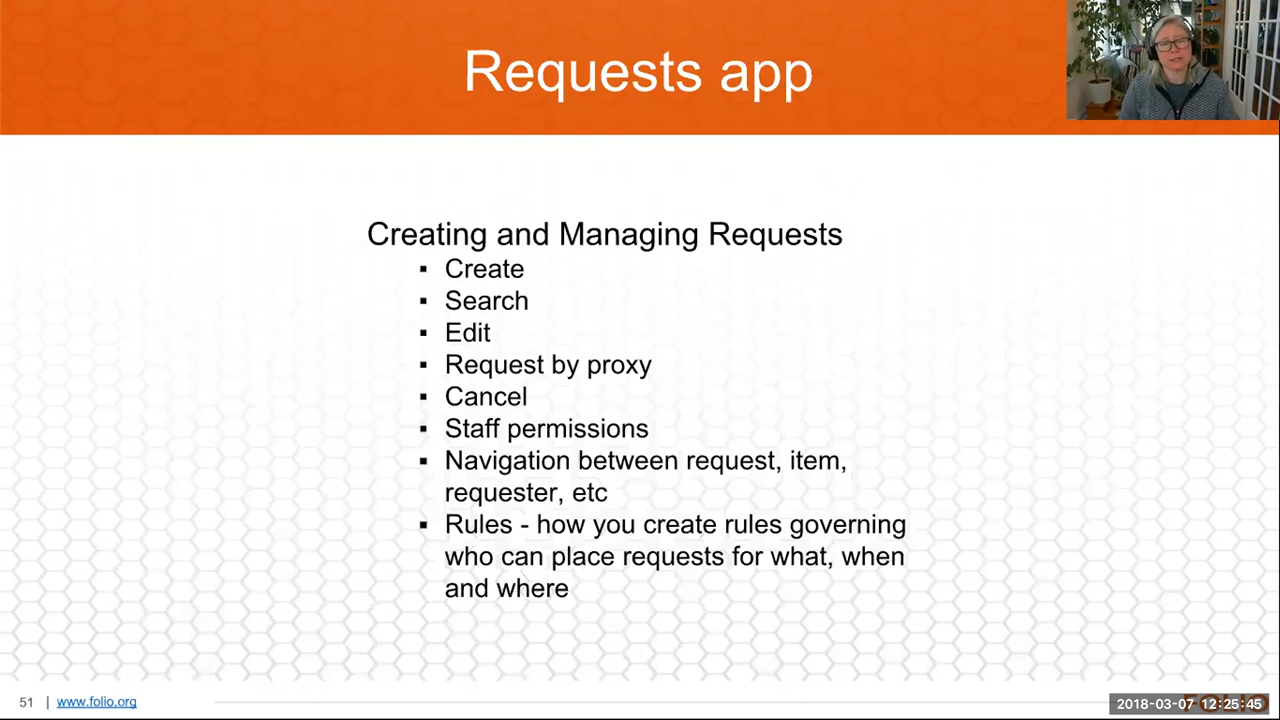 Requests app
Creating and Managing Requests
▪ Create
▪ Search
▪ Edit
▪ Request by proxy
▪ Cancel
▪ Staff permissions
▪ Navigation between request, item,
requester, etc
▪ Rules - how you create rules governing
who can place requests for what, when
and where
51 | www.folio.org
2018-03-07 12:25:45
FOLIO